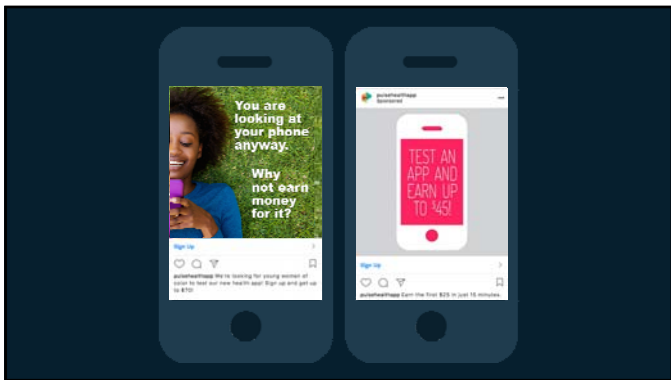 You are
looking at
your phone
anyway.
Why
not earn
money
for it?
Sign Up
pulsehealthapp We're looking for young women of
color to test our new health app! Sign up and get up
to $70!
pulsehealthapp
Sponsored
TEST AN
APP AND
EARN UP
TO $45!
Sign Up
pulsehealthapp Earn the first $25 in just 15 minutes.